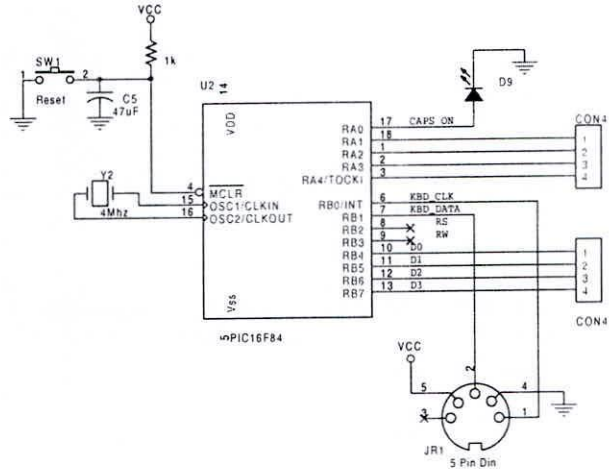 VCC
SW1
1
2
1k
Reset
C5
47uF
U2
14
VDD
D9
17
CAPS_ON
RA0
18
RA1
1
RA2
2
RA3
3
RA4/TOCKI
CON4
1
2
3
4
Y2
4Mhz
4
MCLR
15
OSC1/CLKIN
16
OSC2/CLKOUT
6
KBD_CLK
RB0/INT
7
KBD_DATA
RB1
8
RS
RB2
9
RW
RB3
10
D0
RB4
11
D1
RB5
12
D2
RB6
13
D3
RB7
1
2
3
4
CON4
Vss
5
PIC16F84
VCC
2
5
4
3
1
JR1
5 Pin Din